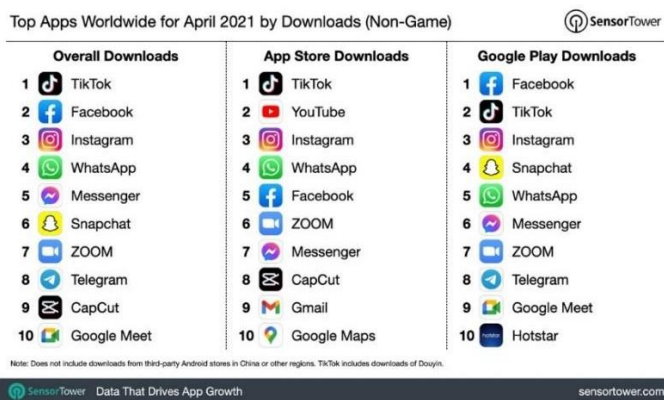 Top Apps Worldwide for April 2021 by Downloads (Non-Game)
SensorTower
Overall Downloads
1 TikTok
2 Facebook
3 Instagram
4 WhatsApp
5 Messenger
6 Snapchat
7 ZOOM
8 Telegram
9 CapCut
10 Google Meet
App Store Downloads
1 TikTok
2 YouTube
3 Instagram
4 WhatsApp
5 Facebook
6 ZOOM
7 Messenger
8 CapCut
9 Gmail
10 Google Maps
Google Play Downloads
1 Facebook
2 TikTok
3 Instagram
4 Snapchat
5 WhatsApp
6 Messenger
7 ZOOM
8 Telegram
9 Google Meet
10 hotstar Hotstar
Note: Does not include downloads from third-party Android stores in China or other regions. TikTok includes downloads of Douyin.
SensorTower Data That Drives App Growth
sensortower.com